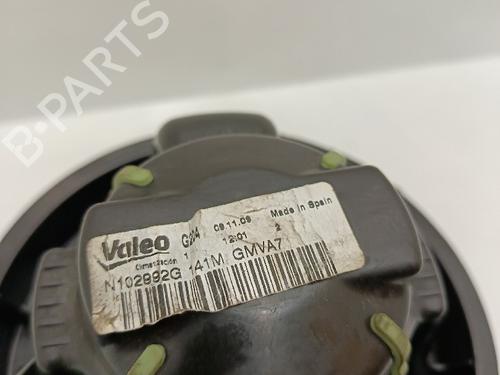 B-PARTS
Valeo G204 09.11.09 Made in Spain
Climatización 1 12:01 2
N102992G 141M GMVA7